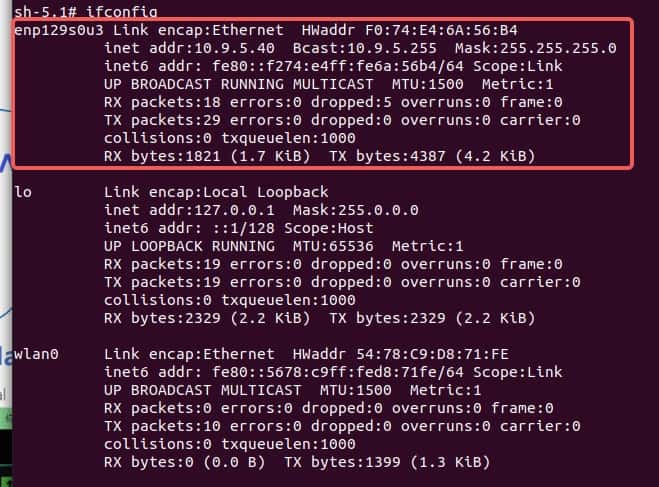 sh-5.1# ifconfig
enp129s0u3 Link encap:Ethernet  HWaddr F0:74:E4:6A:56:B4
          inet addr:10.9.5.40  Bcast:10.9.5.255  Mask:255.255.255.0
          inet6 addr: fe80::f274:e4ff:fe6a:56b4/64 Scope:Link
          UP BROADCAST RUNNING MULTICAST  MTU:1500  Metric:1
          RX packets:18 errors:0 dropped:5 overruns:0 frame:0
          TX packets:29 errors:0 dropped:0 overruns:0 carrier:0
          collisions:0 txqueuelen:1000
          RX bytes:1821 (1.7 KiB)  TX bytes:4387 (4.2 KiB)
lo        Link encap:Local Loopback
          inet addr:127.0.0.1  Mask:255.0.0.0
          inet6 addr: ::1/128 Scope:Host
          UP LOOPBACK RUNNING  MTU:65536  Metric:1
          RX packets:19 errors:0 dropped:0 overruns:0 frame:0
          TX packets:19 errors:0 dropped:0 overruns:0 carrier:0
          collisions:0 txqueuelen:1000
          RX bytes:2329 (2.2 KiB)  TX bytes:2329 (2.2 KiB)
wlan0     Link encap:Ethernet  HWaddr 54:78:C9:D8:71:FE
          inet6 addr: fe80::5678:c9ff:fed8:71fe/64 Scope:Link
          UP BROADCAST MULTICAST  MTU:1500  Metric:1
          RX packets:0 errors:0 dropped:0 overruns:0 frame:0
          TX packets:10 errors:0 dropped:0 overruns:0 carrier:0
          collisions:0 txqueuelen:1000
          RX bytes:0 (0.0 B)  TX bytes:1399 (1.3 KiB)